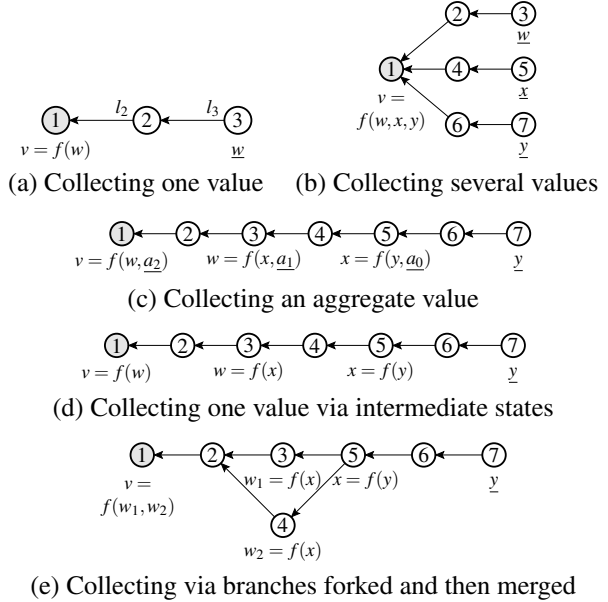 2 3
w
1 4 5
v = x
f(w,x,y)
6 7
y
l2 l3
1 2 3
v = f(w) w
(a) Collecting one value (b) Collecting several values
1 2 3 4 5 6 7
v = f(w,a2) w = f(x,a1) x = f(y,a0) y
(c) Collecting an aggregate value
1 2 3 4 5 6 7
v = f(w) w = f(x) x = f(y) y
(d) Collecting one value via intermediate states
1 2 3 5 6 7
v = w1 = f(x) x = f(y) y
f(w1,w2)
4
w2 = f(x)
(e) Collecting via branches forked and then merged